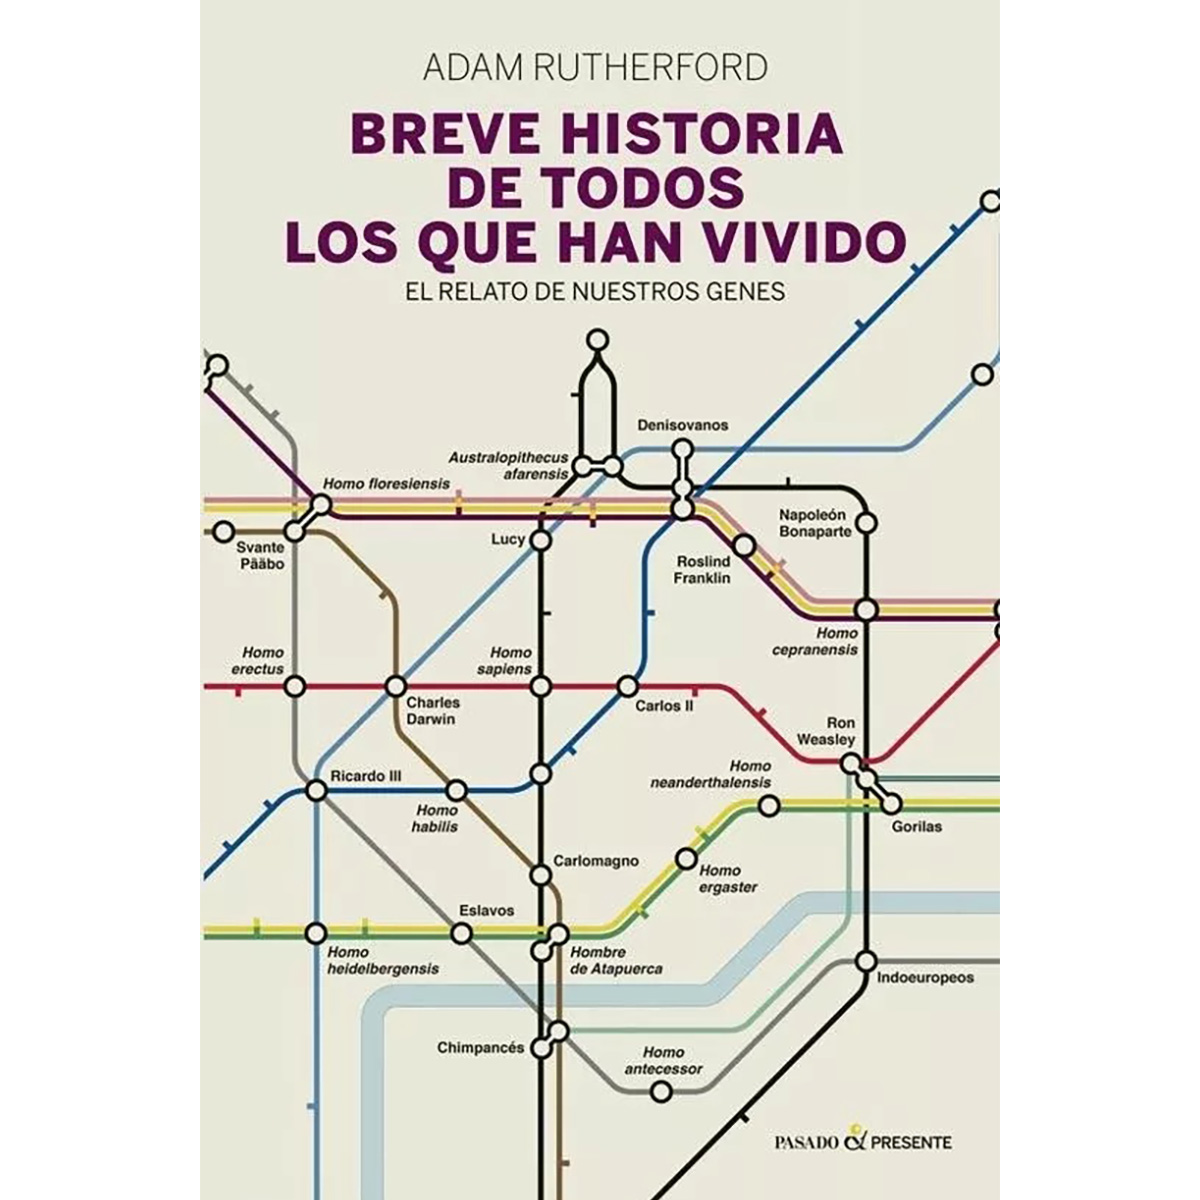 ADAM RUTHERFORD
BREVE HISTORIA
DE TODOS
LOS QUE HAN VIVIDO
EL RELATO DE NUESTROS GENES
Denisovanos
Australopithecus
afarensis
Homo floresiensis
Napoleón
Bonaparte
Svante
Pääbo
Lucy
Roslind
Franklin
Homo
cepranensis
Homo
erectus
Homo
sapiens
Charles
Darwin
Carlos II
Ron
Weasley
Ricardo III
Homo
neanderthalensis
Homo
habilis
Gorilas
Carlomagno
Homo
ergaster
Eslavos
Homo
heidelbergensis
Hombre
de Atapuerca
Indoeuropeos
Chimpancés
Homo
antecessor
PASADO & PRESENTE